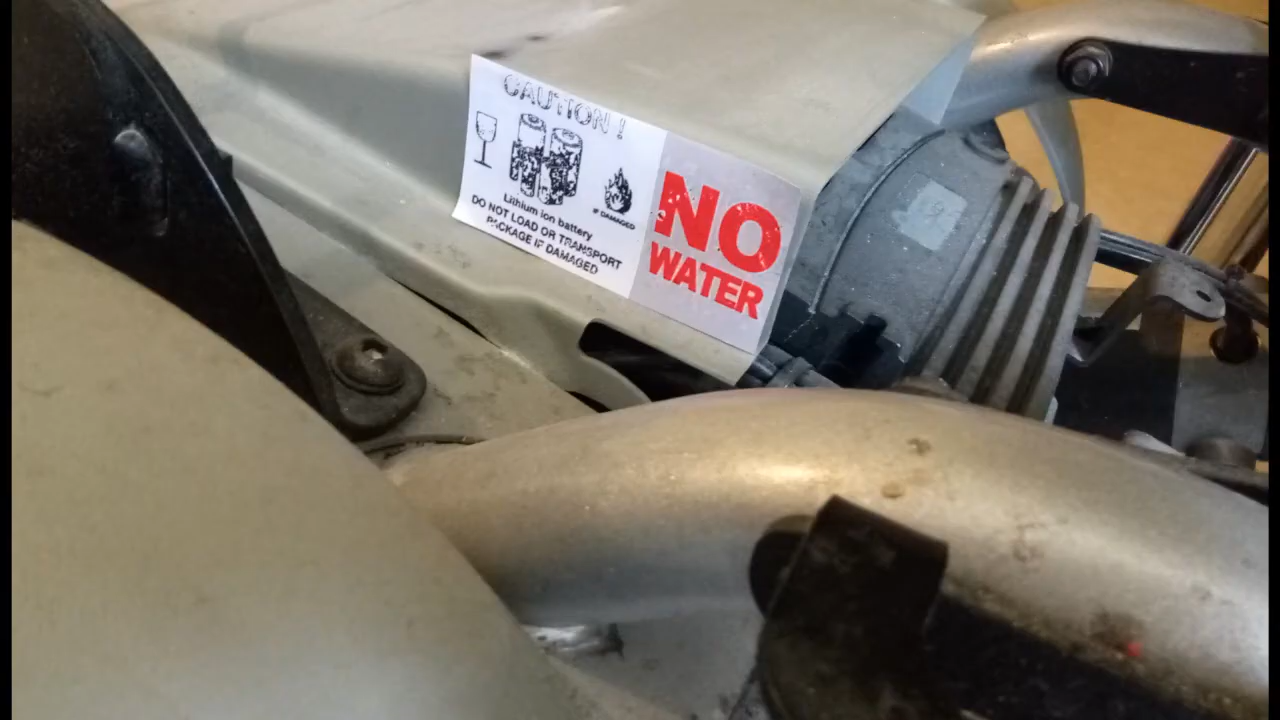 CAUTION !
IF DAMAGED
Lithium ion battery
DO NOT LOAD OR TRANSPORT
PACKAGE IF DAMAGED
NO
WATER